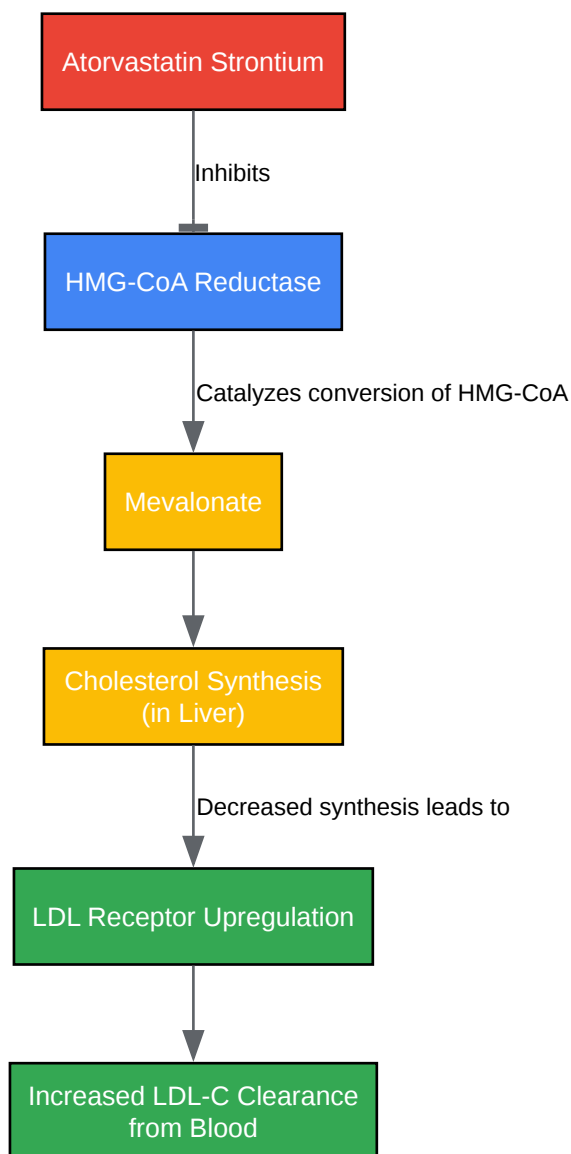 Atorvastatin Strontium
Inhibits
HMG-CoA Reductase
Catalyzes conversion of HMG-CoA
Mevalonate
Cholesterol Synthesis
(in Liver)
Decreased synthesis leads to
LDL Receptor Upregulation
Increased LDL-C Clearance
from Blood